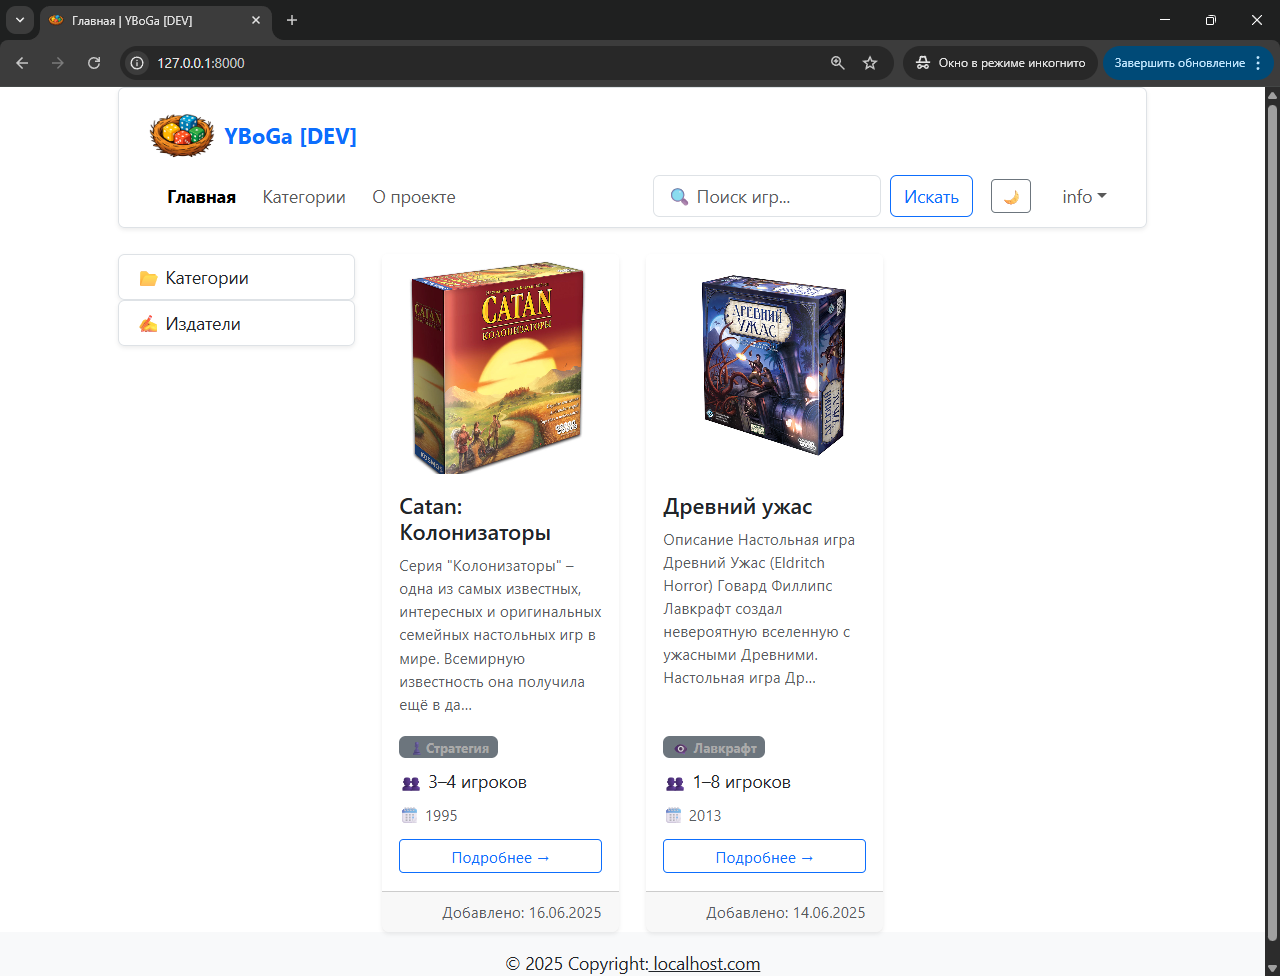 Главная | YBoGa [DEV]
127.0.0.1:8000
Окно в режиме инкогнито
Завершить обновление
YBoGa [DEV]
Главная Категории О проекте
Поиск игр...
Искать
info
Категории
Издатели
CATAN
КОЛОНИЗАТОРЫ
ДРЕВНИЙ
УЖАС
Catan:
Колонизаторы
Серия "Колонизаторы" –
одна из самых известных,
интересных и оригинальных
семейных настольных игр в
мире. Всемирную
известность она получила
ещё в да...
Стратегия
3–4 игроков
1995
Подробнее →
Добавлено: 16.06.2025
Древний ужас
Описание Настольная игра
Древний Ужас (Eldritch
Horror) Говард Филлипс
Лавкрафт создал
невероятную вселенную с
ужасными Древними.
Настольная игра Др...
Лавкрафт
1–8 игроков
2013
Подробнее →
Добавлено: 14.06.2025
© 2025 Copyright: localhost.com